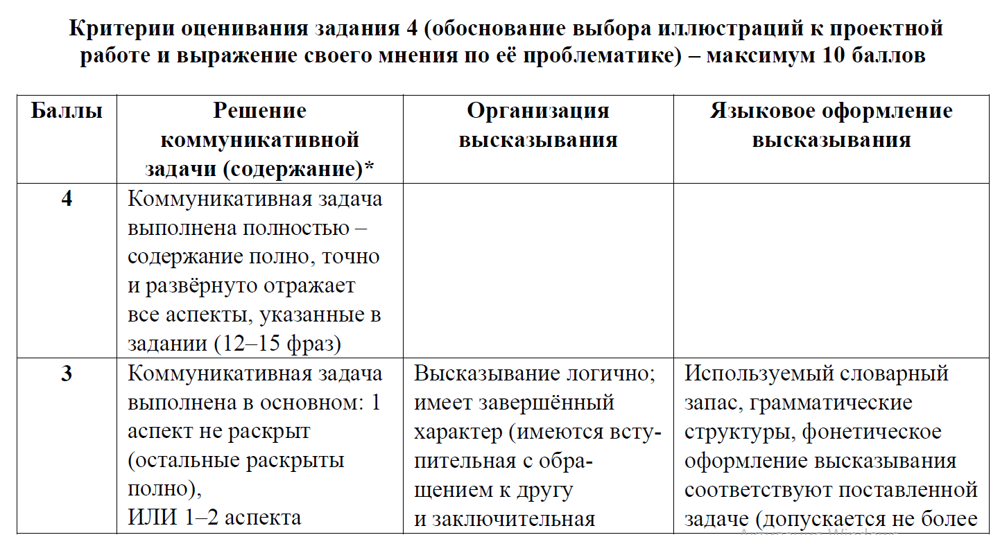 Критерии оценивания задания 4 (обоснование выбора иллюстраций к проектной
работе и выражение своего мнения по её проблематике) – максимум 10 баллов
Баллы
Решение
коммуникативной
задачи (содержание)*
Организация
высказывания
Языковое оформление
высказывания
4
Коммуникативная задача
выполнена полностью –
содержание полно, точно
и развёрнуто отражает
все аспекты, указанные в
задании (12–15 фраз)
3
Коммуникативная задача
выполнена в основном: 1
аспект не раскрыт
(остальные раскрыты
полно),
ИЛИ 1–2 аспекта
Высказывание логично;
имеет завершённый
характер (имеются всту-
пительная с обра-
щением к другу
и заключительная
Используемый словарный
запас, грамматические
структуры, фонетическое
оформление высказывания
соответствуют поставленной
задаче (допускается не более